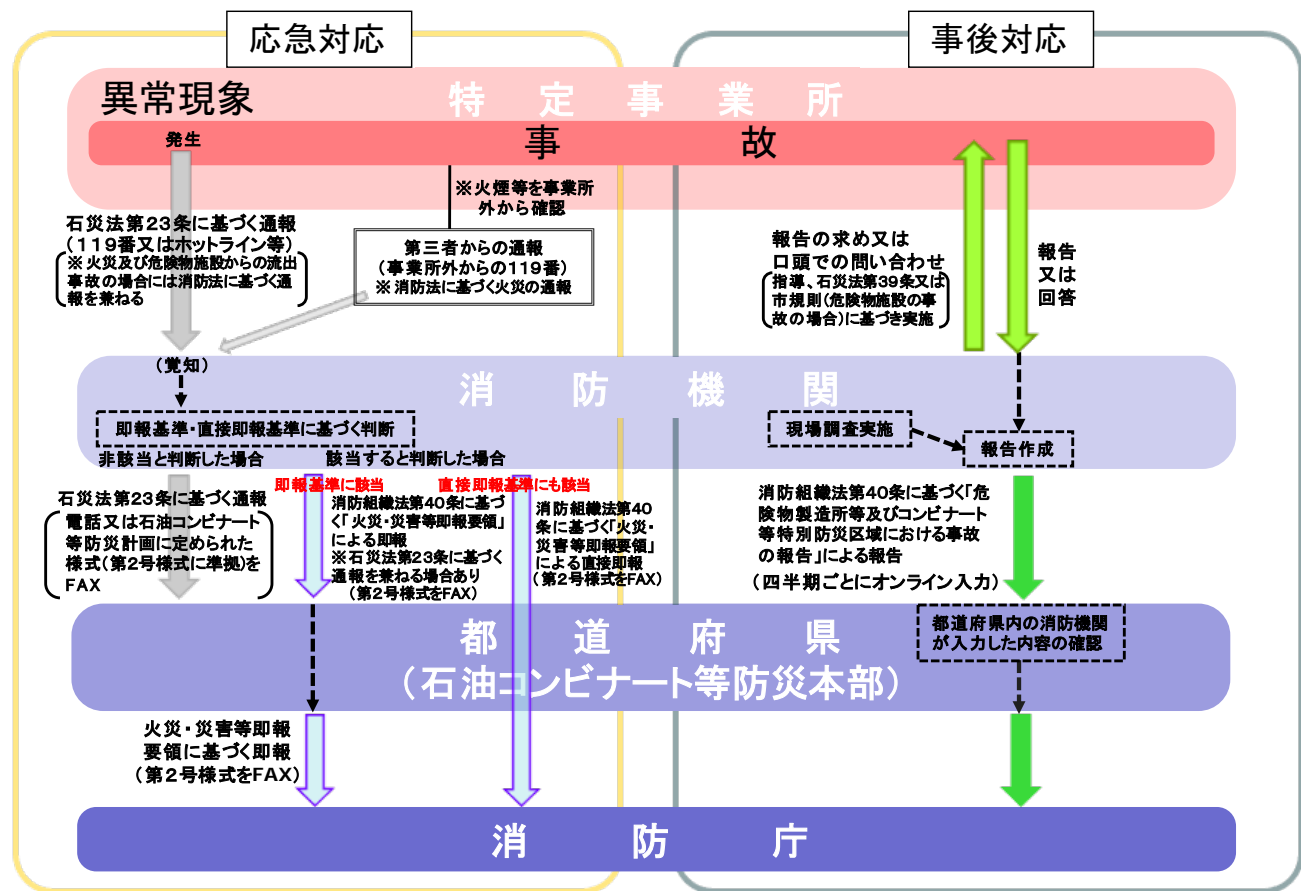 応急対応
事後対応
異常現象
特定事業所
発生
事故
※火煙等を事業所
外から確認
石災法第23条に基づく通報
(119番又はホットライン等)
※火災及び危険物施設からの流出
事故の場合には消防法に基づく通
報を兼ねる
第三者からの通報
(事業所外からの119番)
※消防法に基づく火災の通報
報告の求め又は
口頭での問い合わせ
指導、石災法第39条又は
市規則(危険物施設の事
故の場合)に基づき実施
報告
又は
回答
(覚知)
消防機関
即報基準・直接即報基準に基づく判断
非該当と判断した場合
該当すると判断した場合
現場調査実施
報告作成
石災法第23条に基づく通報
電話又は石油コンビナート
等防災計画に定められた
様式(第2号様式に準拠)を
FAX
即報基準に該当
消防組織法第40条に基づ
く「火災・災害等即報要領」
による即報
※石災法第23条に基づく
通報を兼ねる場合あり
(第2号様式をFAX)
直接即報基準にも該当
消防組織法第40
条に基づく「火災・
災害等即報要領」
による直接即報
(第2号様式をFAX)
消防組織法第40条に基づく「危
険物製造所等及びコンビナート
等特別防災区域における事故
の報告」による報告
(四半期ごとにオンライン入力)
都道府県
(石油コンビナート等防災本部)
都道府県内の消防機関
が入力した内容の確認
火災・災害等即報
要領に基づく即報
(第2号様式をFAX)
消防庁